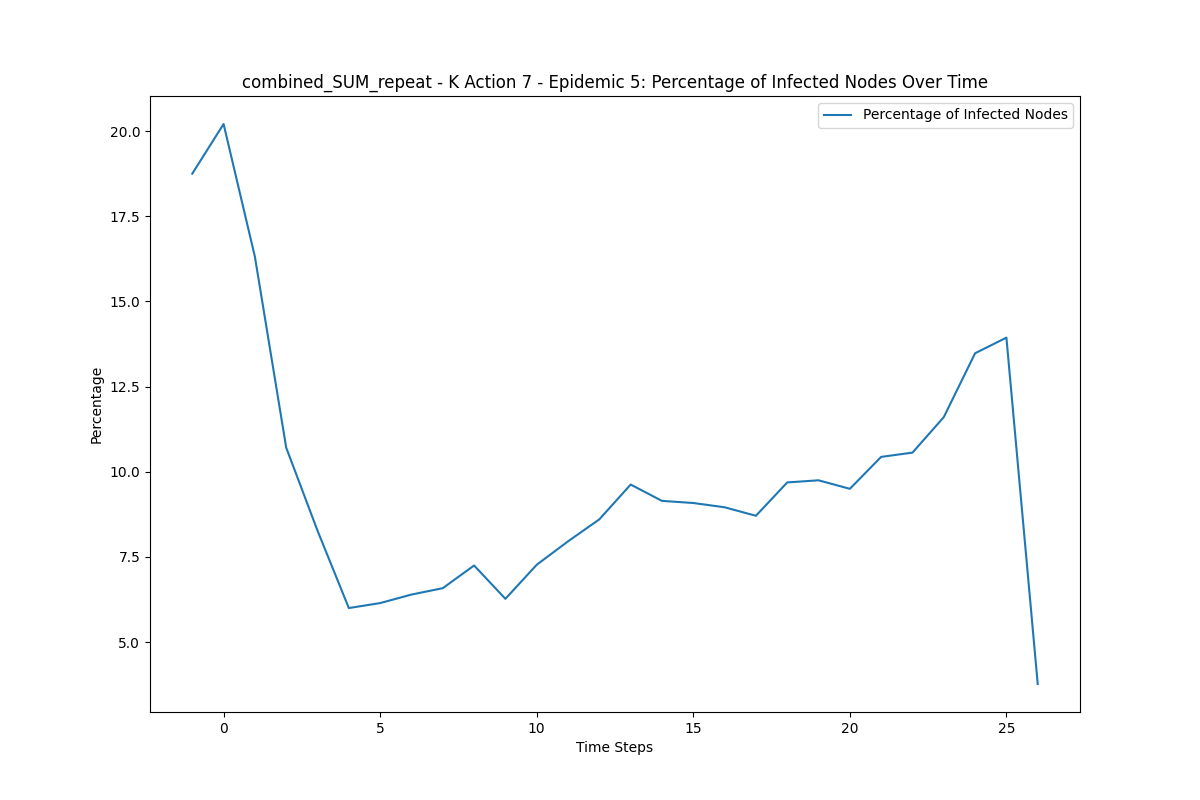 combined_SUM_repeat - K Action 7 - Epidemic 5: Percentage of Infected Nodes Over Time
Percentage of Infected Nodes
20.0
17.5
15.0
12.5
10.0
7.5
5.0
Percentage
0 5 10 15 20 25
Time Steps